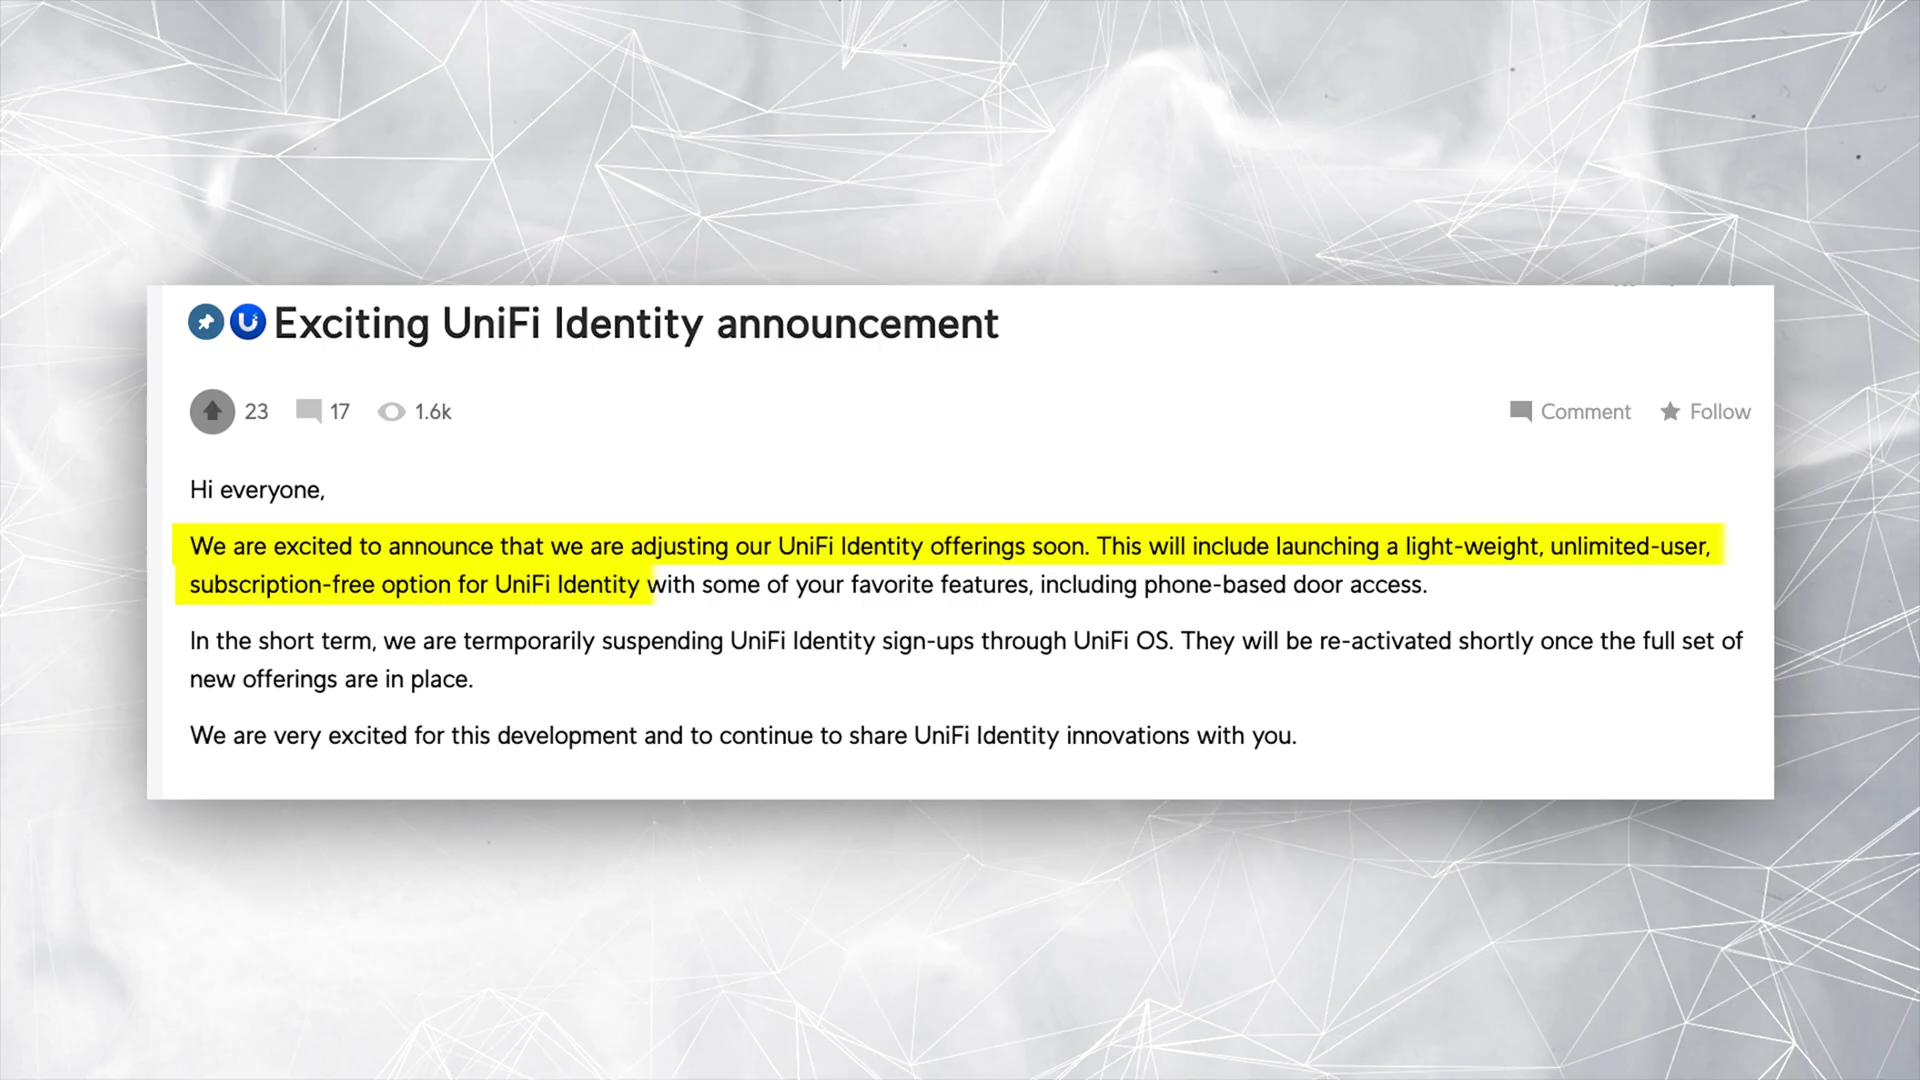 Exciting UniFi Identity announcement
23 17 1.6k Comment Follow
Hi everyone,
We are excited to announce that we are adjusting our UniFi Identity offerings soon. This will include launching a light-weight, unlimited-user,
subscription-free option for UniFi Identity with some of your favorite features, including phone-based door access.
In the short term, we are termporarily suspending UniFi Identity sign-ups through UniFi OS. They will be re-activated shortly once the full set of
new offerings are in place.
We are very excited for this development and to continue to share UniFi Identity innovations with you.